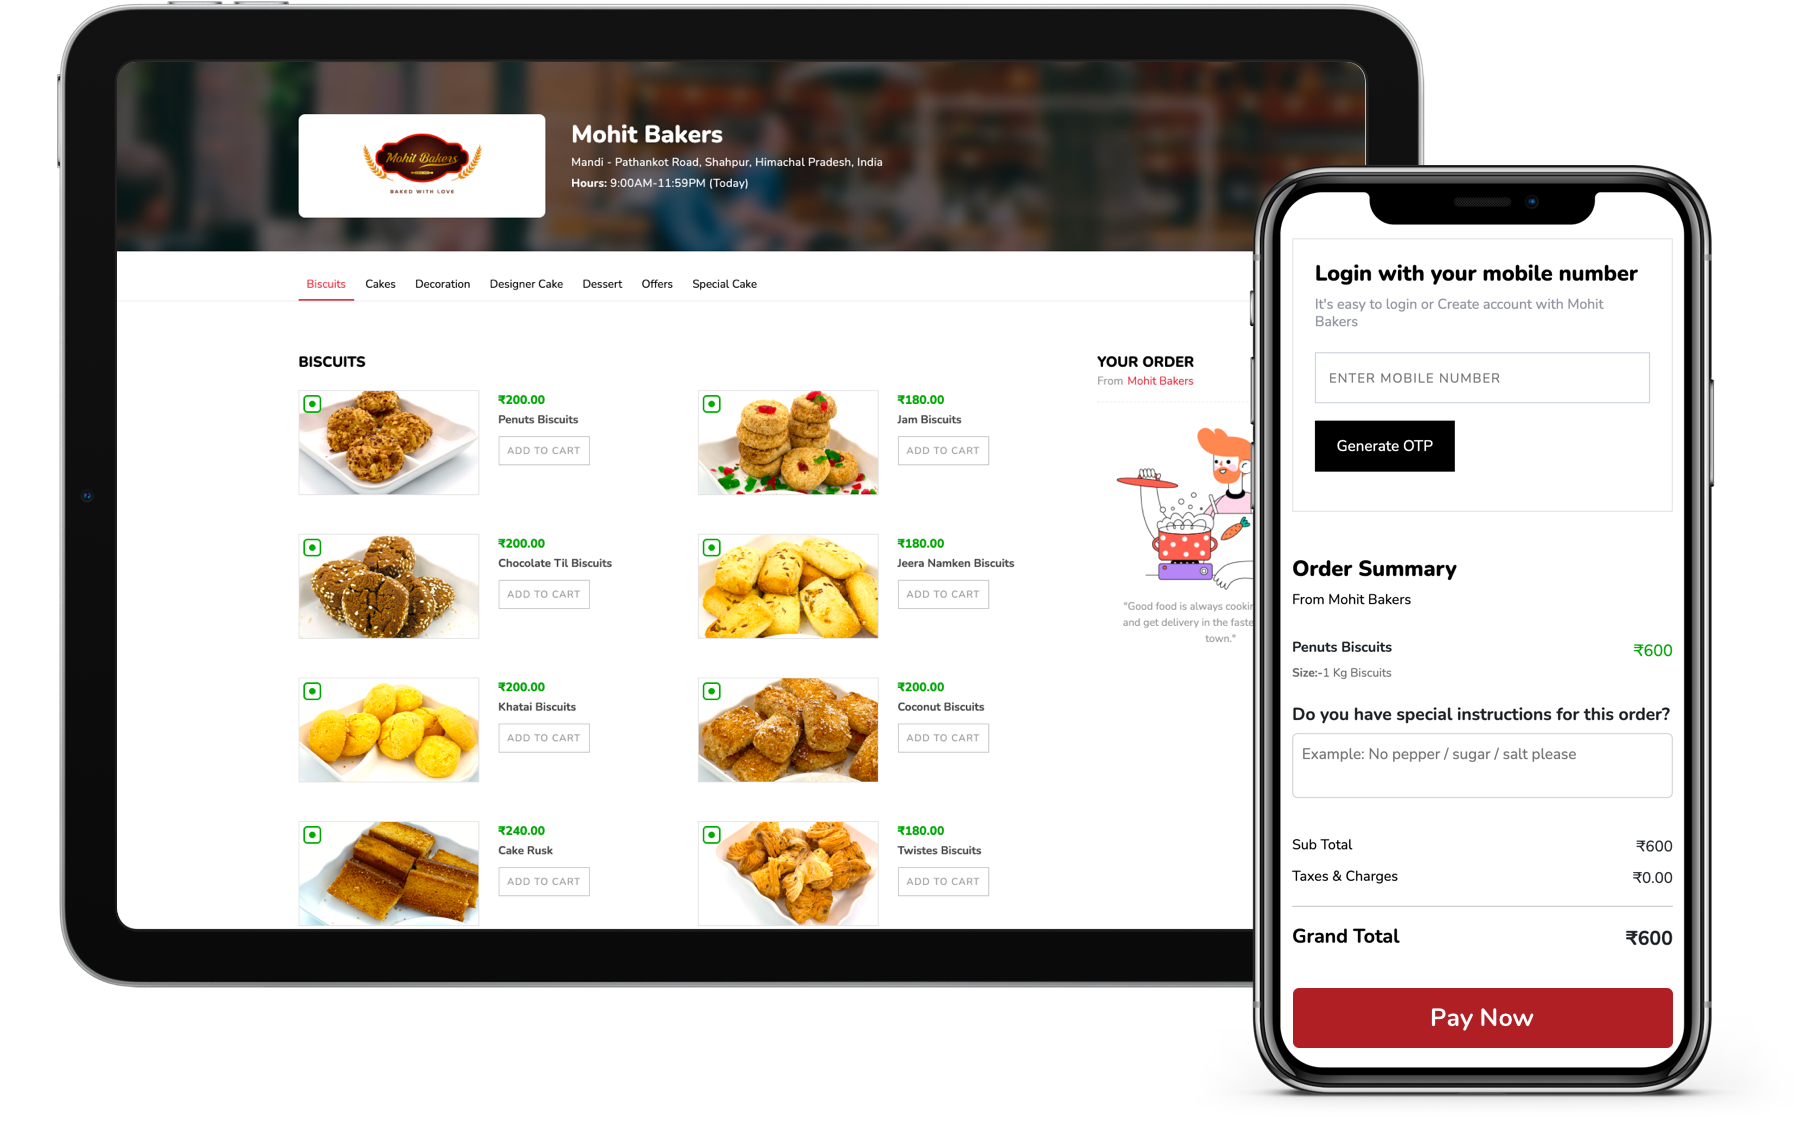 Mohit Bakers
BAKED WITH LOVE
Mohit Bakers
Mandi - Pathankot Road, Shahpur, Himachal Pradesh, India
Hours: 9:00AM-11:59PM (Today)
Biscuits Cakes Decoration Designer Cake Dessert Offers Special Cake
BISCUITS
₹200.00
Penuts Biscuits
ADD TO CART
₹180.00
Jam Biscuits
ADD TO CART
₹200.00
Chocolate Til Biscuits
ADD TO CART
₹180.00
Jeera Namken Biscuits
ADD TO CART
₹200.00
Khatai Biscuits
ADD TO CART
₹200.00
Coconut Biscuits
ADD TO CART
₹240.00
Cake Rusk
ADD TO CART
₹180.00
Twistes Biscuits
ADD TO CART
YOUR ORDER
From Mohit Bakers
"Good food is always
and get delivery in the
town."
Login with your mobile number
It's easy to login or Create account with Mohit
Bakers
ENTER MOBILE NUMBER
Generate OTP
Order Summary
From Mohit Bakers
Penuts Biscuits ₹600
Size:-1 Kg Biscuits
Do you have special instructions for this order?
Example: No pepper / sugar / salt please
Sub Total ₹600
Taxes & Charges ₹0.00
Grand Total ₹600
Pay Now